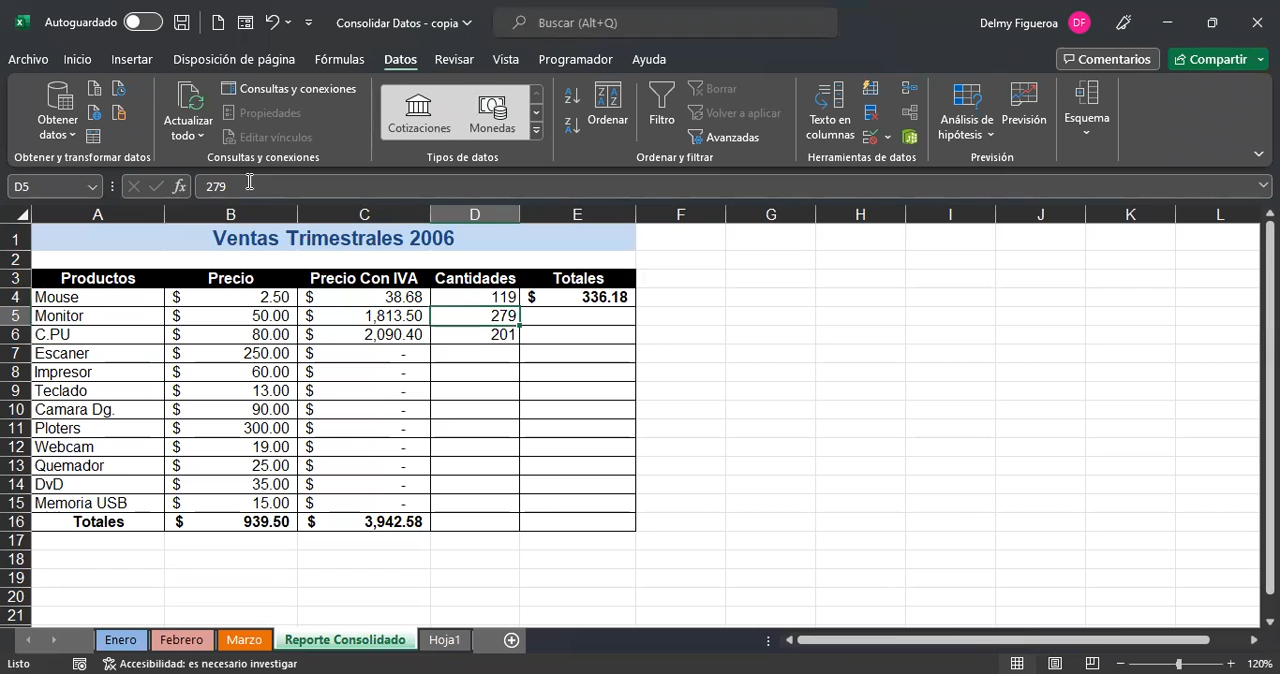 Autoguardado Consolidar Datos - copia Buscar (Alt+Q) Delmy Figueroa DF
Archivo Inicio Insertar Disposición de página Fórmulas Datos Revisar Vista Programador Ayuda Comentarios Compartir
Obtener datos
Obtener y transformar datos
Actualizar todo
Consultas y conexiones
Propiedades
Editar vínculos
Consultas y conexiones
Cotizaciones Monedas
Tipos de datos
Ordenar
Filtro
Borrar
Volver a aplicar
Avanzadas
Ordenar y filtrar
Texto en columnas
Herramientas de datos
Análisis de hipótesis
Previsión
Previsión
Esquema
D5 fx 279
A B C D E F G H I J K L
1 Ventas Trimestrales 2006
2
3 Productos Precio Precio Con IVA Cantidades Totales
4 Mouse $ 2.50 $ 38.68 119 $ 336.18
5 Monitor $ 50.00 $ 1,813.50 279
6 C.PU $ 80.00 $ 2,090.40 201
7 Escaner $ 250.00 $ -
8 Impresor $ 60.00 $ -
9 Teclado $ 13.00 $ -
10 Camara Dg. $ 90.00 $ -
11 Ploters $ 300.00 $ -
12 Webcam $ 19.00 $ -
13 Quemador $ 25.00 $ -
14 DvD $ 35.00 $ -
15 Memoria USB $ 15.00 $ -
16 Totales $ 939.50 $ 3,942.58
17
18
19
20
21
Enero Febrero Marzo Reporte Consolidado Hoja1
Listo Accesibilidad: es necesario investigar 120%